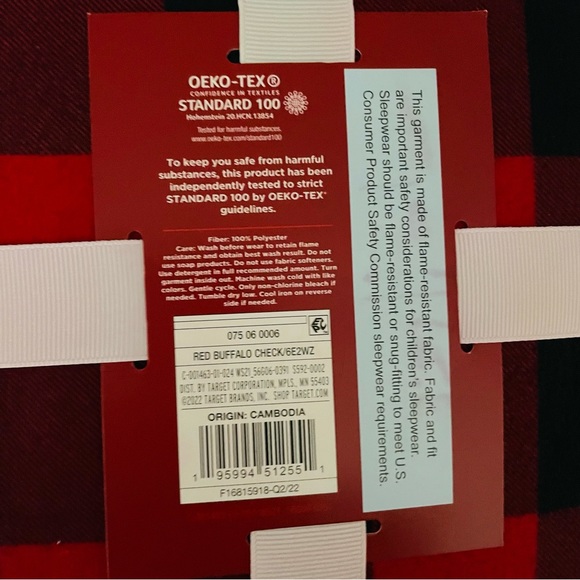 OEKO-TEX®
CONFIDENCE IN TEXTILES
STANDARD 100
Hohenstein 20.HCN.13854
Tested for harmful substances.
www.oeko-tex.com/standard100
To keep you safe from harmful
substances, this product has been
independently tested to strict
STANDARD 100 by OEKO-TEX®
guidelines.
Fiber: 100% Polyester
Care: Wash before wear to retain flame
resistance and obtain best wash result. Do not
use soap products. Do not use fabric softeners.
Use detergent in full recommended amount. Turn
garment inside out. Machine wash cold with like
colors. Gentle cycle. Only non-chlorine bleach if
needed. Tumble dry low. Cool iron on reverse
side if needed.
075 06 0006
RED BUFFALO CHECK/6E2WZ
C-001463-01-024 WS21_56G06-0391 S592-0002
DIST. BY TARGET CORPORATION, MPLS., MN 55403
©2022 TARGET BRANDS, INC. SHOP TARGET.COM
ORIGIN: CAMBODIA
1 95994 51255 1
F16815918-Q2/22
This garment is made of flame-resistant fabric. Fabric and fit
are important safety considerations for children's sleepwear.
Sleepwear should be flame-resistant or snug-fitting to meet U.S.
Consumer Product Safety Commission sleepwear requirements.